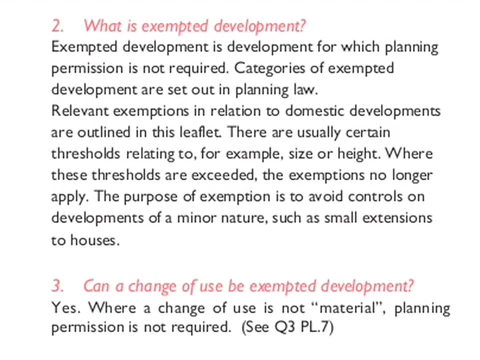 2. What is exempted development?
Exempted development is development for which planning
permission is not required. Categories of exempted
development are set out in planning law.
Relevant exemptions in relation to domestic developments
are outlined in this leaflet. There are usually certain
thresholds relating to, for example, size or height. Where
these thresholds are exceeded, the exemptions no longer
apply. The purpose of exemption is to avoid controls on
developments of a minor nature, such as small extensions
to houses.
3. Can a change of use be exempted development?
Yes. Where a change of use is not “material”, planning
permission is not required. (See Q3 PL.7)